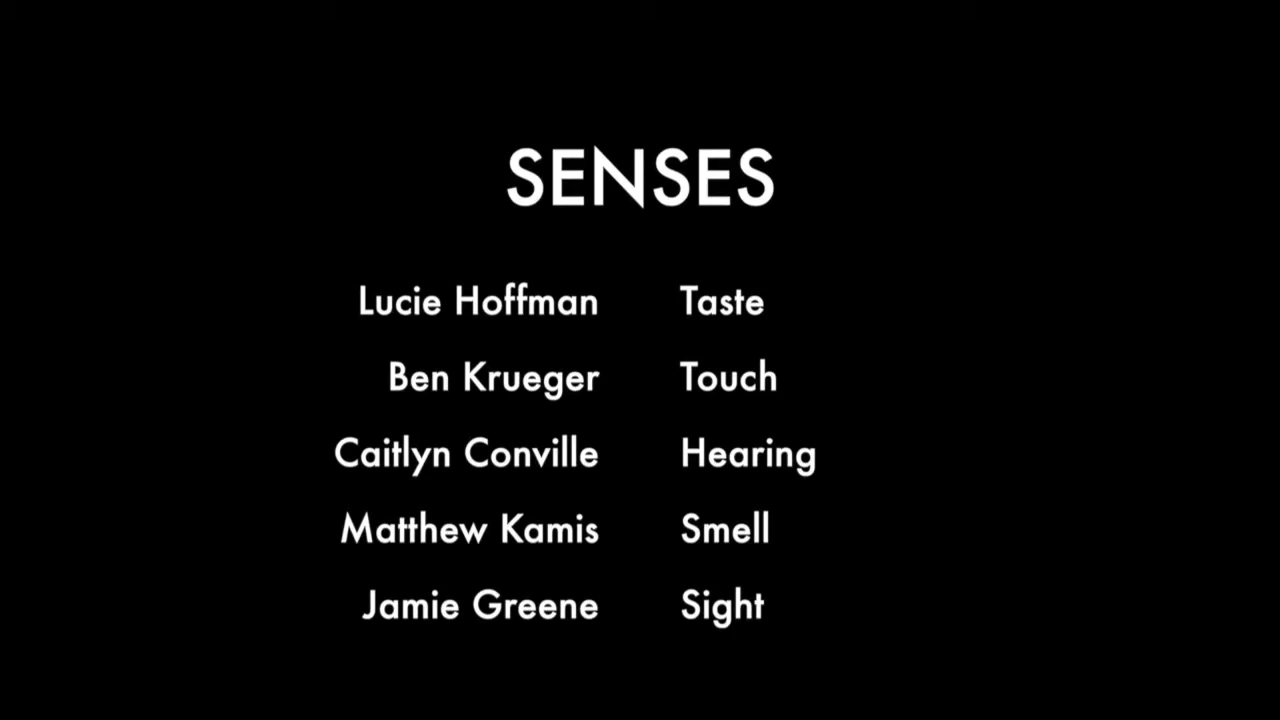 SENSES
Lucie Hoffman Taste
Ben Krueger Touch
Caitlyn Conville Hearing
Matthew Kamis Smell
Jamie Greene Sight